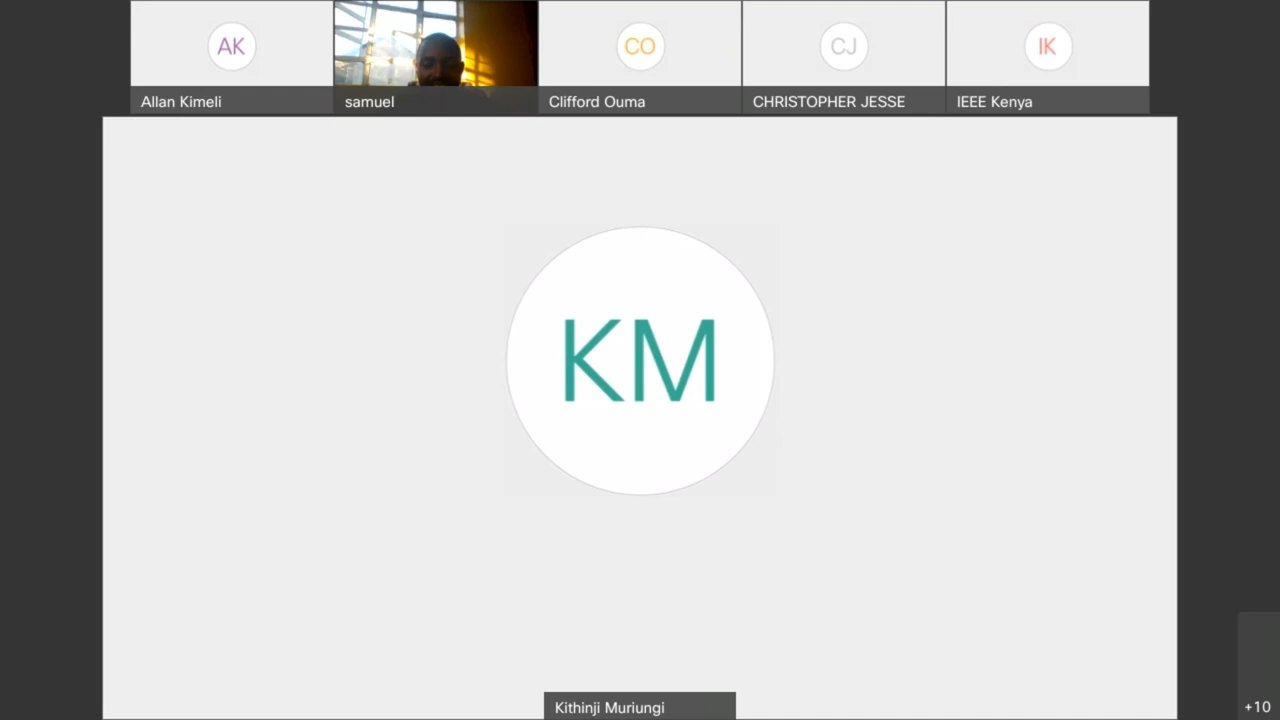 AK
CO
CJ
IK
Allan Kimeli
samuel
Clifford Ouma
CHRISTOPHER JESSE
IEEE Kenya
KM
Kithinji Muriungi
+10